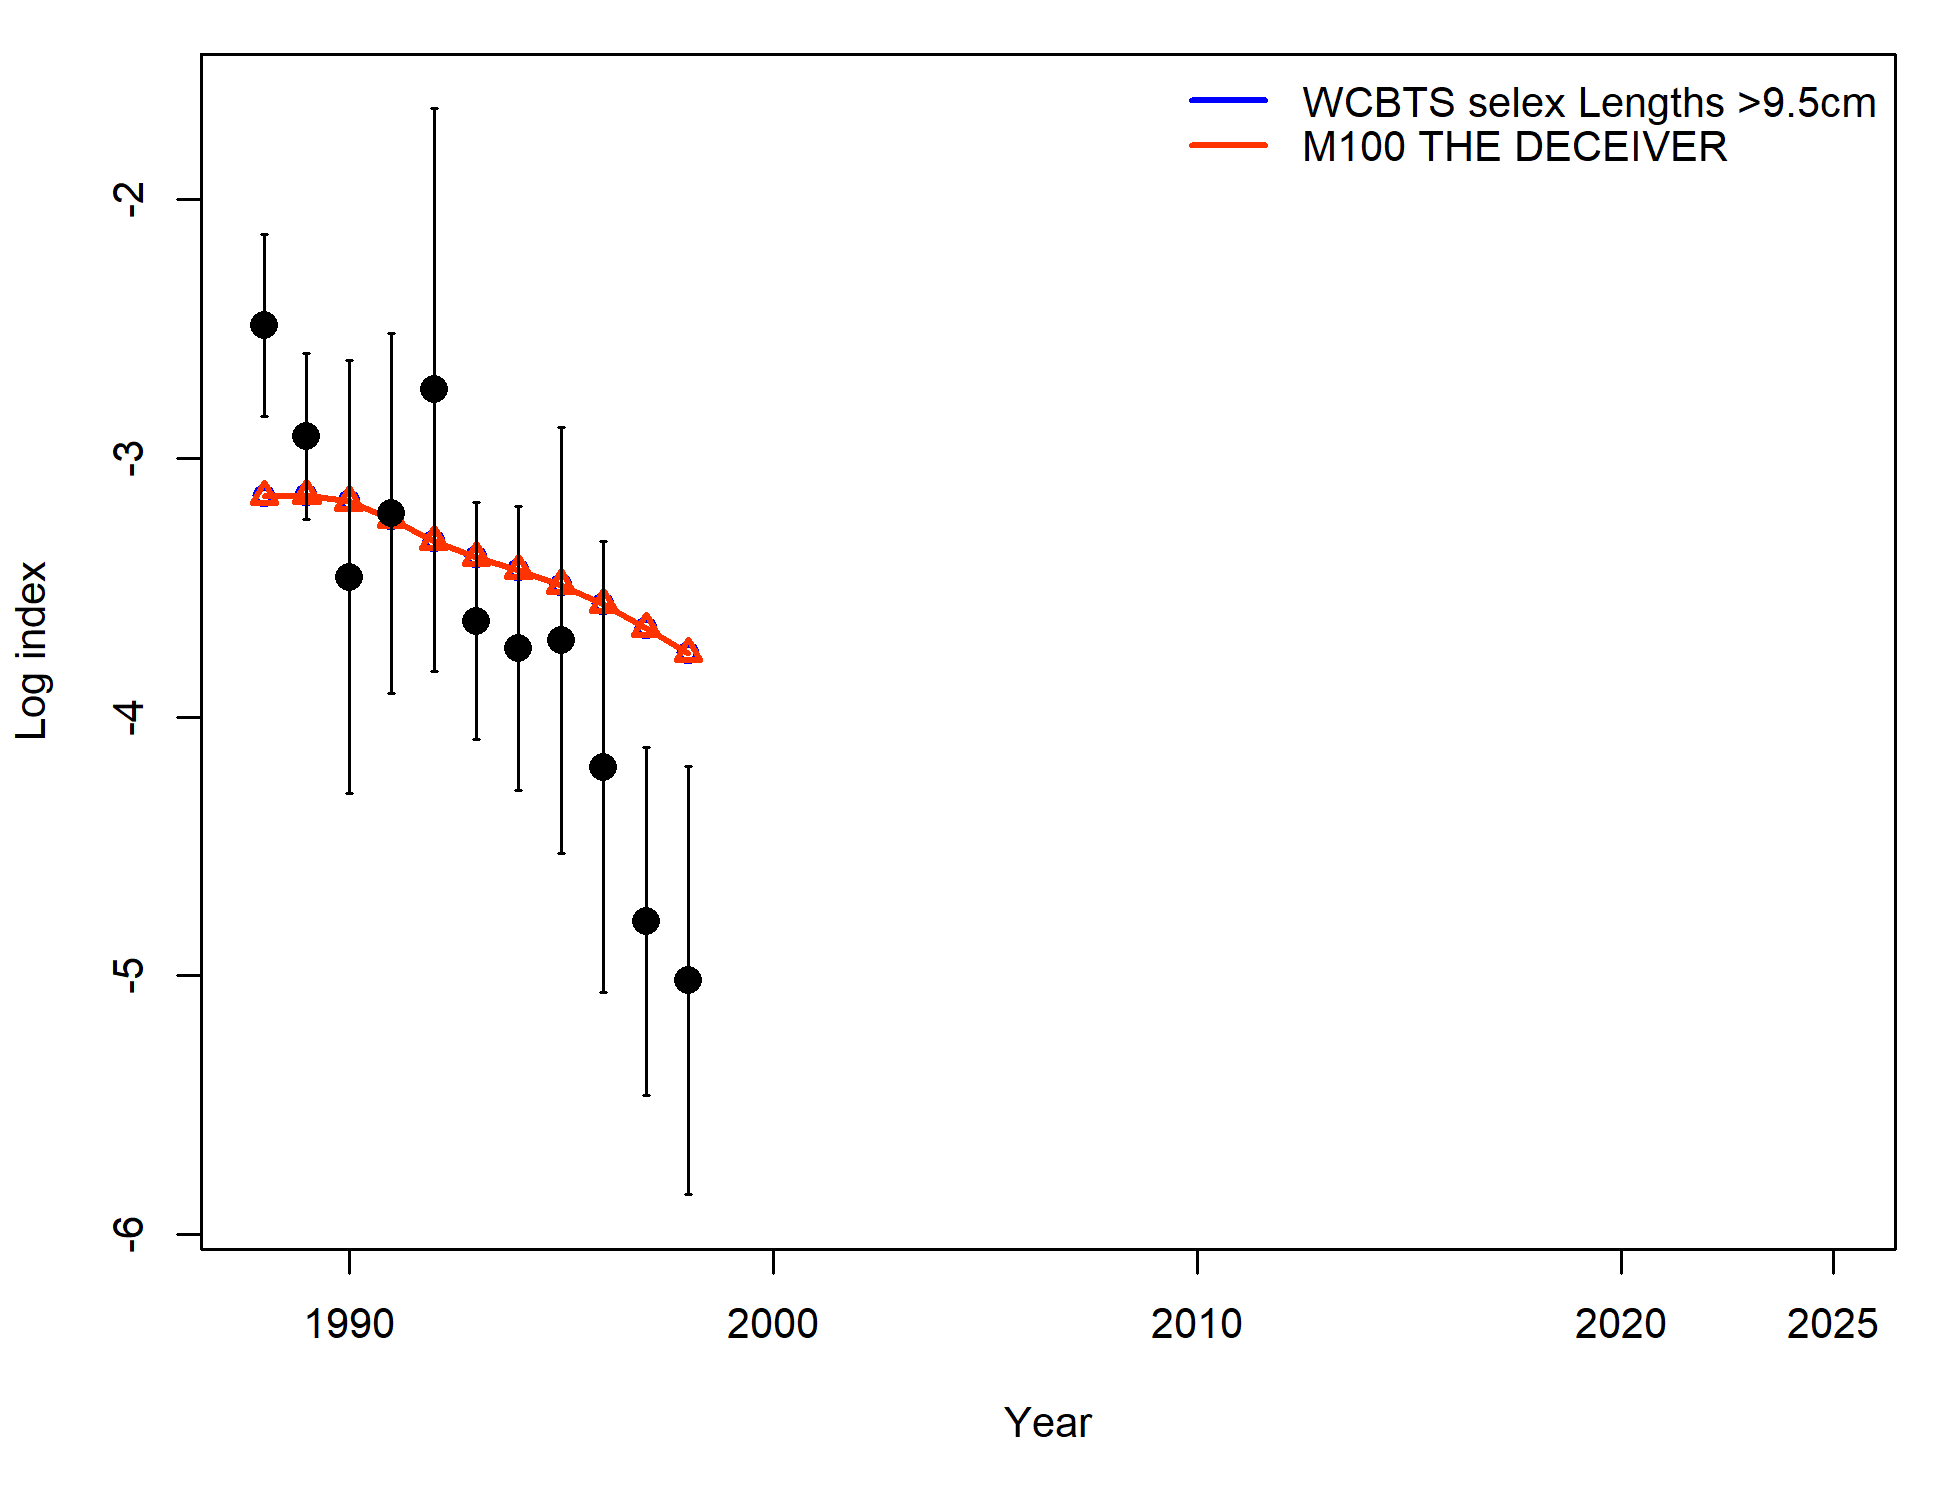 WCBTS selex Lengths >9.5cm
M100 THE DECEIVER
Log index
-2
-3
-4
-5
-6
1990 2000 2010 2020 2025
Year